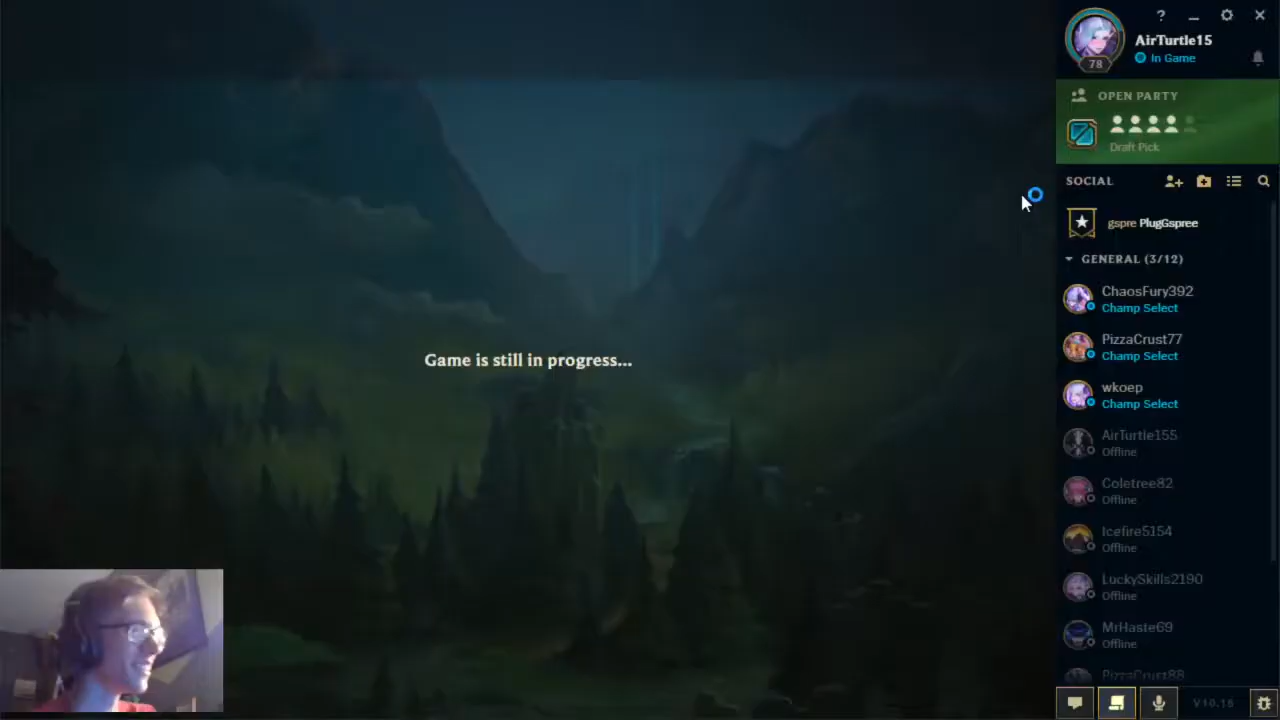 ?
AirTurtle15
78
In Game
OPEN PARTY
Draft Pick
SOCIAL
gspre PlugGspree
GENERAL (3/12)
ChaosFury392
Champ Select
PizzaCrust77
Champ Select
Game is still in progress...
wkoep
Champ Select
AirTurtle155
Offline
Coletree82
Offline
Icefire5154
Offline
LuckySkills2190
Offline
MrHaste69
Offline
PizzaCrust88
V10.16